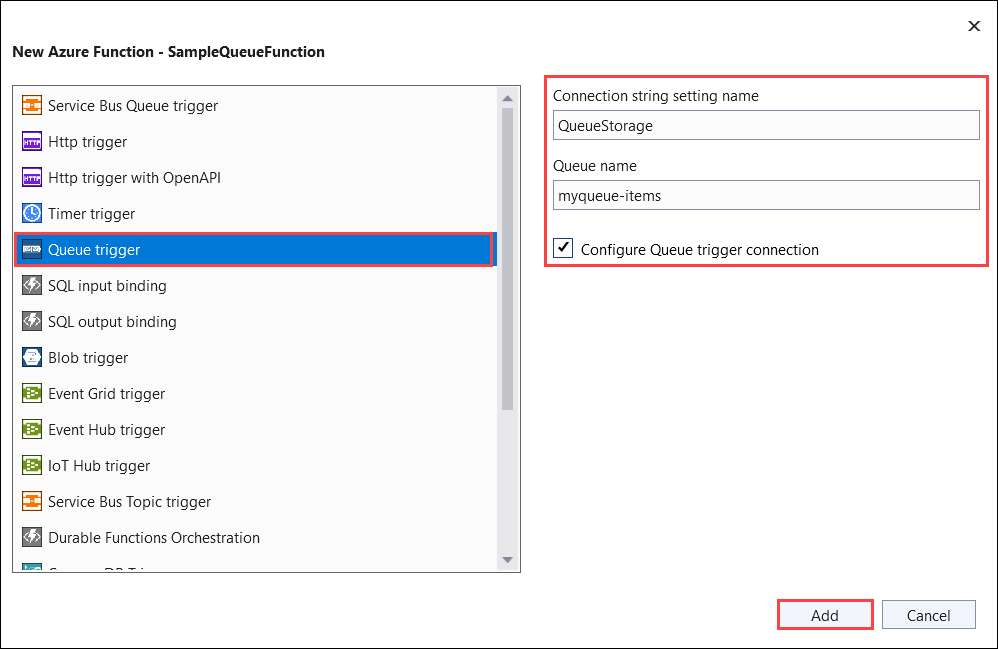 New Azure Function - SampleQueueFunction
Service Bus Queue trigger
Http trigger
Http trigger with OpenAPI
Timer trigger
Queue trigger
SQL input binding
SQL output binding
Blob trigger
Event Grid trigger
Event Hub trigger
IoT Hub trigger
Service Bus Topic trigger
Durable Functions Orchestration
Connection string setting name
QueueStorage
Queue name
myqueue-items
Configure Queue trigger connection
Add
Cancel